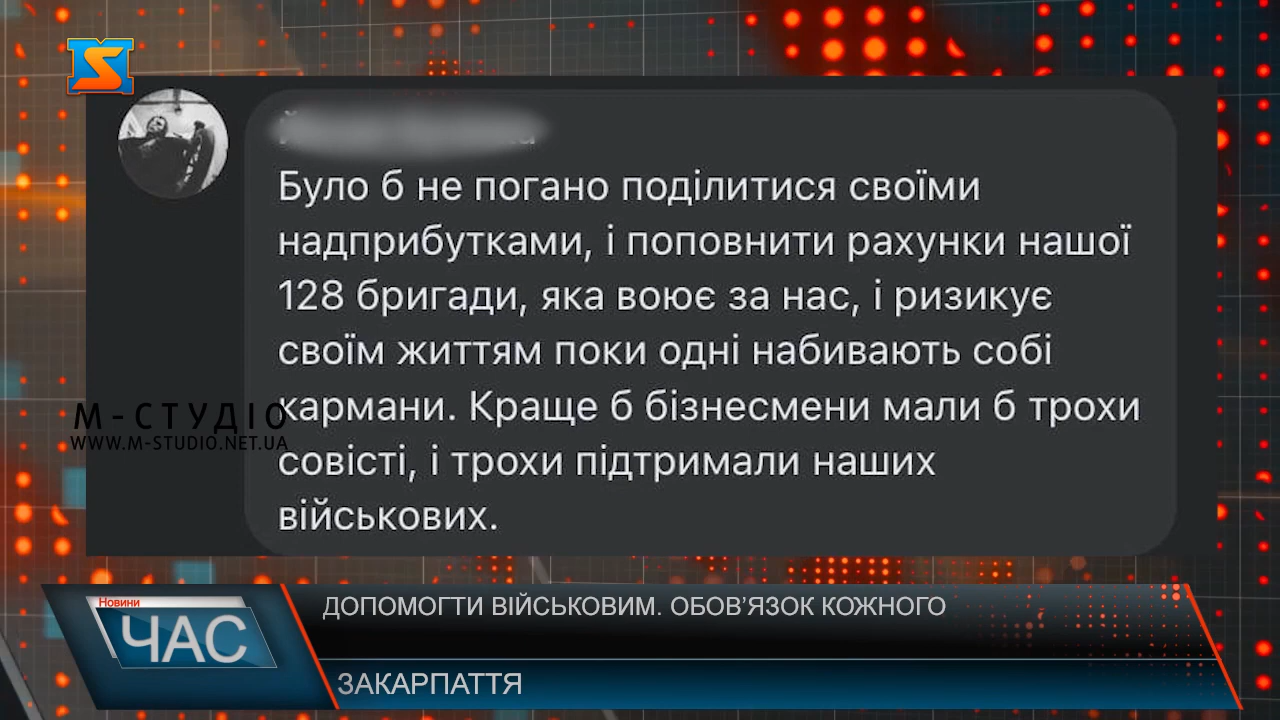 Було б не погано поділитися своїми
надприбутками, і поповнити рахунки нашої
128 бригади, яка воює за нас, і ризикує
своїм життям поки одні набивають собі
кармани. Краще б бізнесмени мали б трохи
совісті, і трохи підтримали наших
військових.
М-СТУДІО
WWW.M-STUDIO.NET.UA
Новини
ЧАС
ДОПОМОГТИ ВІЙСЬКОВИМ. ОБОВ'ЯЗОК КОЖНОГО
ЗАКАРПАТТЯ